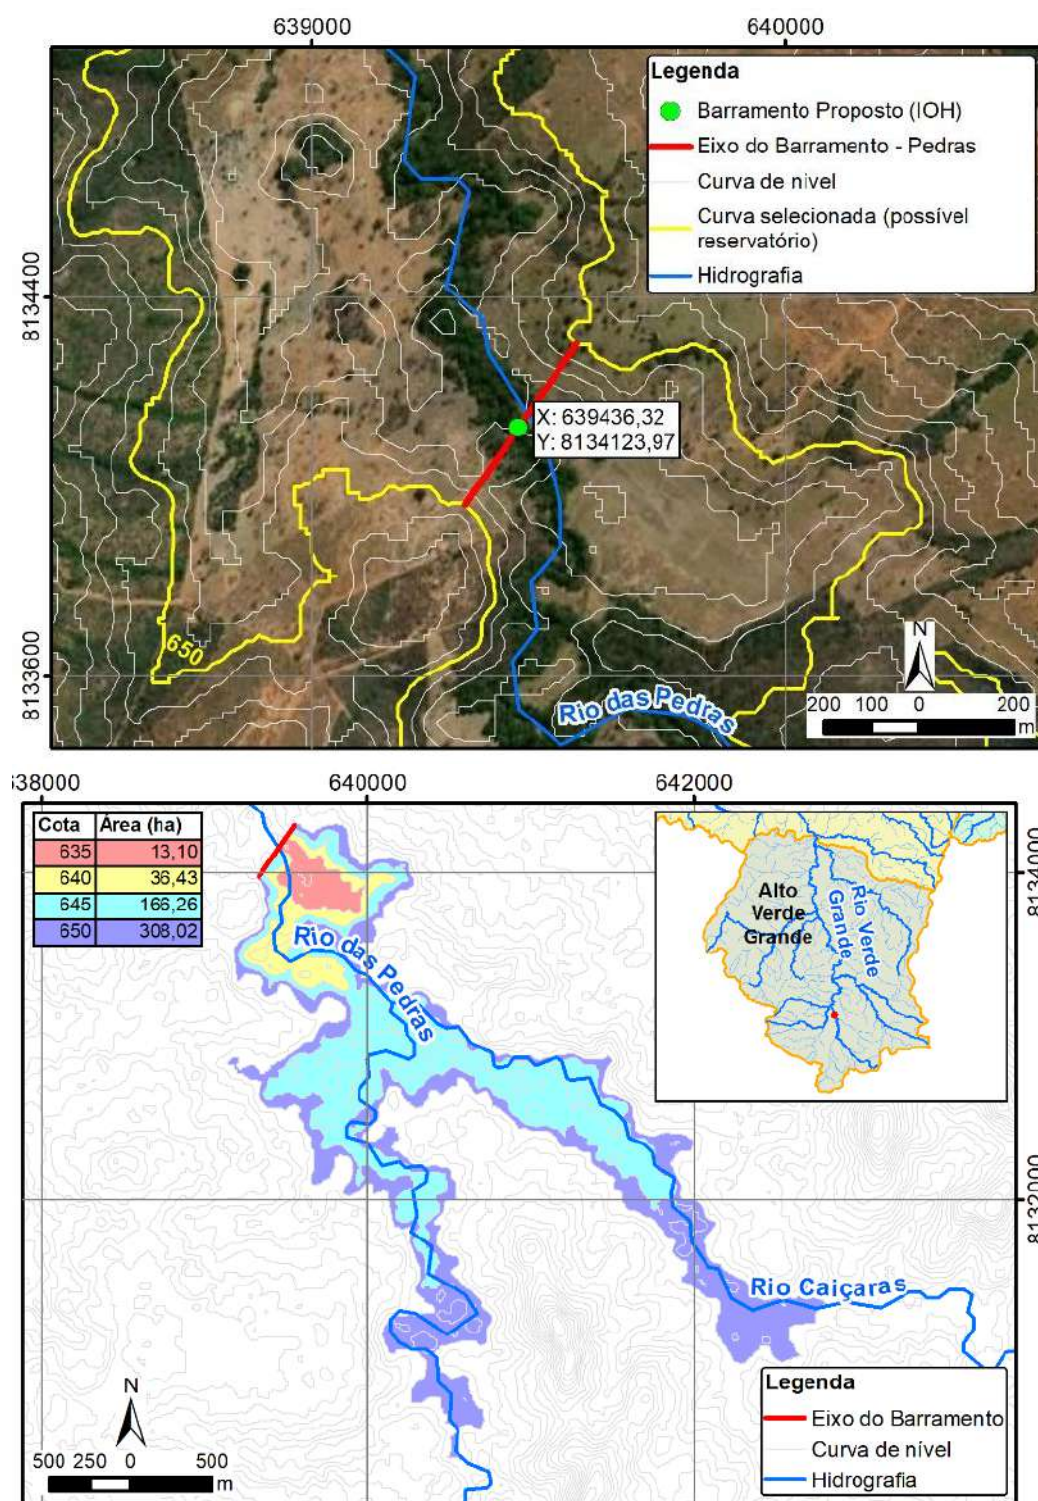 639000
640000
Legenda
Barramento Proposto (IOH)
Eixo do Barramento - Pedras
Curva de nivel
Curva selecionada (possível
reservatório)
Hidrografia
8134400
X: 639436,32
Y: 8134123,97
8133600
650
Rio das Pedras
N
200 100 0 200
m
638000
640000
642000
Cota Área (ha)
635 13,10
640 36,43
645 166,26
650 308,02
8134000
Alto
Verde
Grande
Rio Verde
Grande
Rio das Pedras
8132000
Rio Caiçaras
N
500 250 0 500
m
Legenda
Eixo do Barramento
Curva de nível
Hidrografia